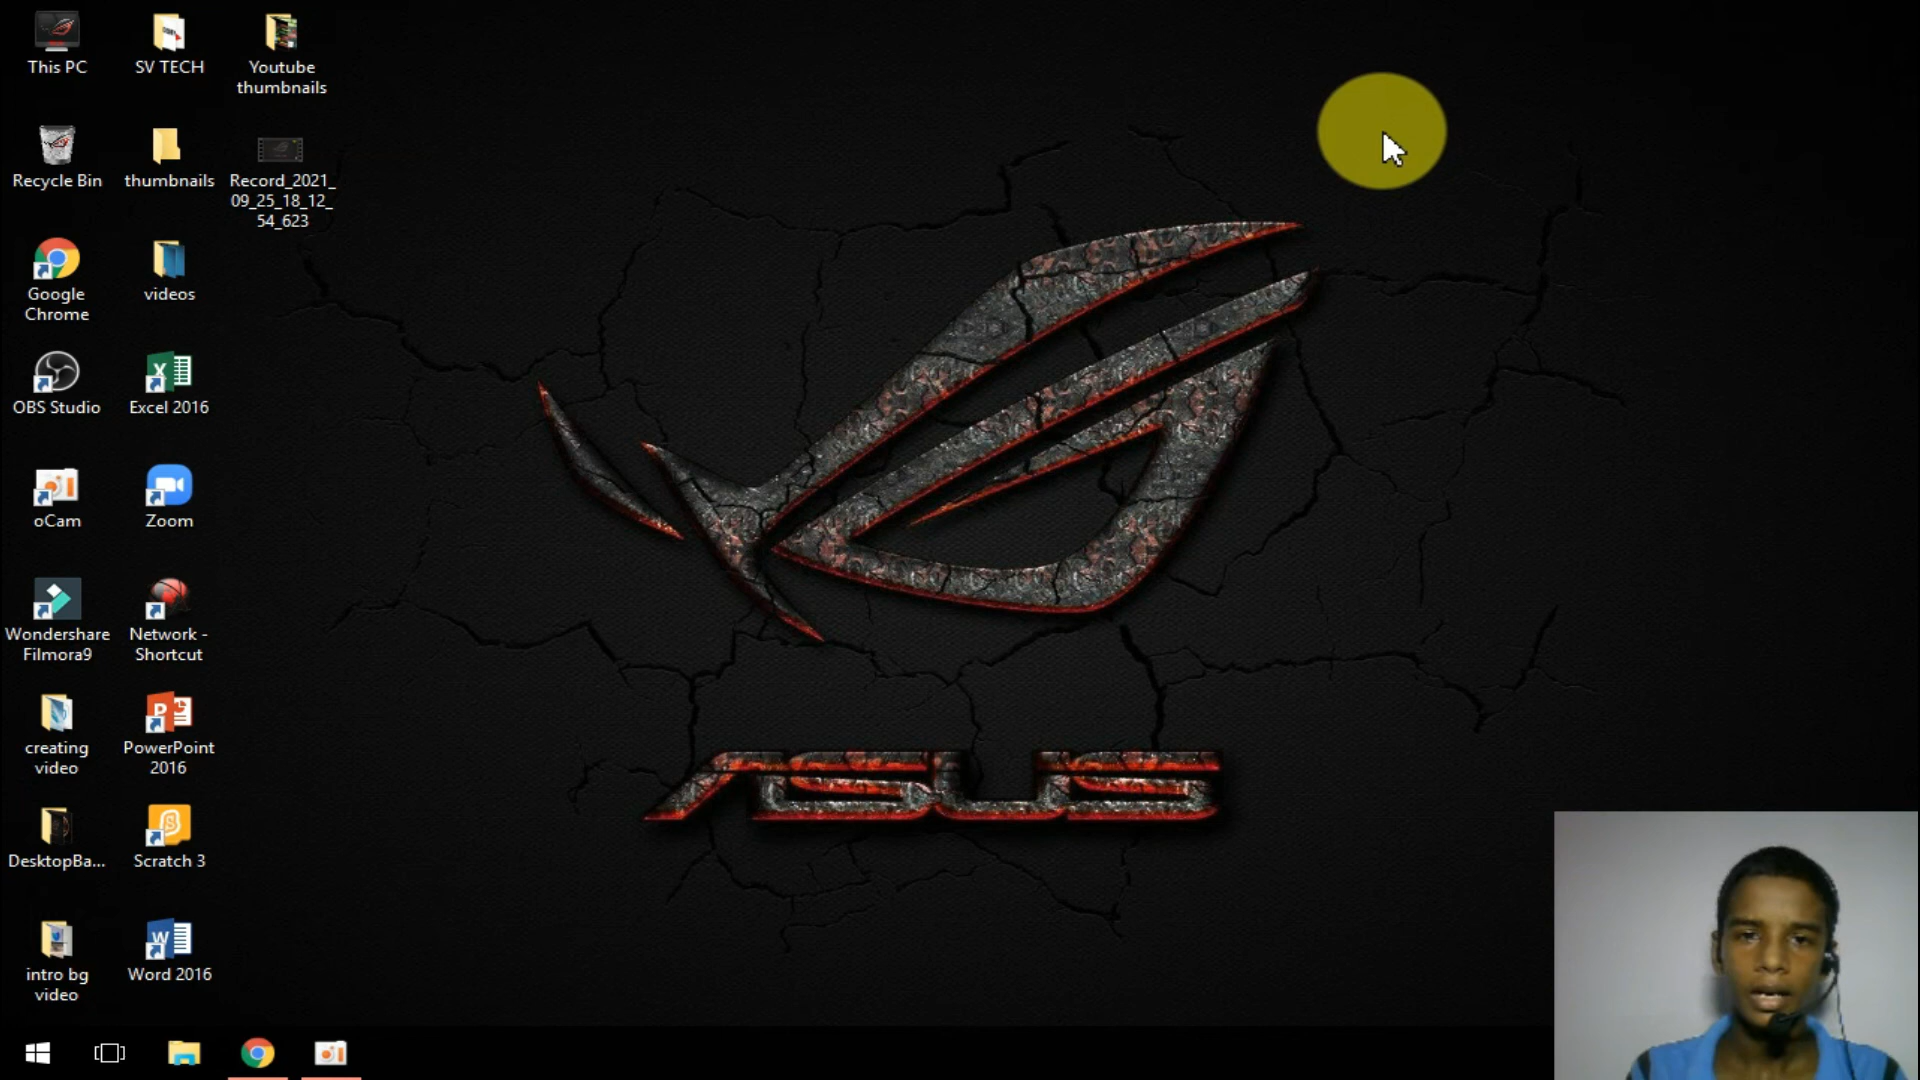 This PC
SV TECH
Youtube
thumbnails
Recycle Bin
thumbnails
Record_2021_
09_25_18_12_
54_623
Google
Chrome
videos
OBS Studio
Excel 2016
oCam
Zoom
Wondershare
Filmora9
Network -
Shortcut
creating
video
PowerPoint
2016
DesktopBa...
Scratch 3
intro bg
video
Word 2016
ASUS